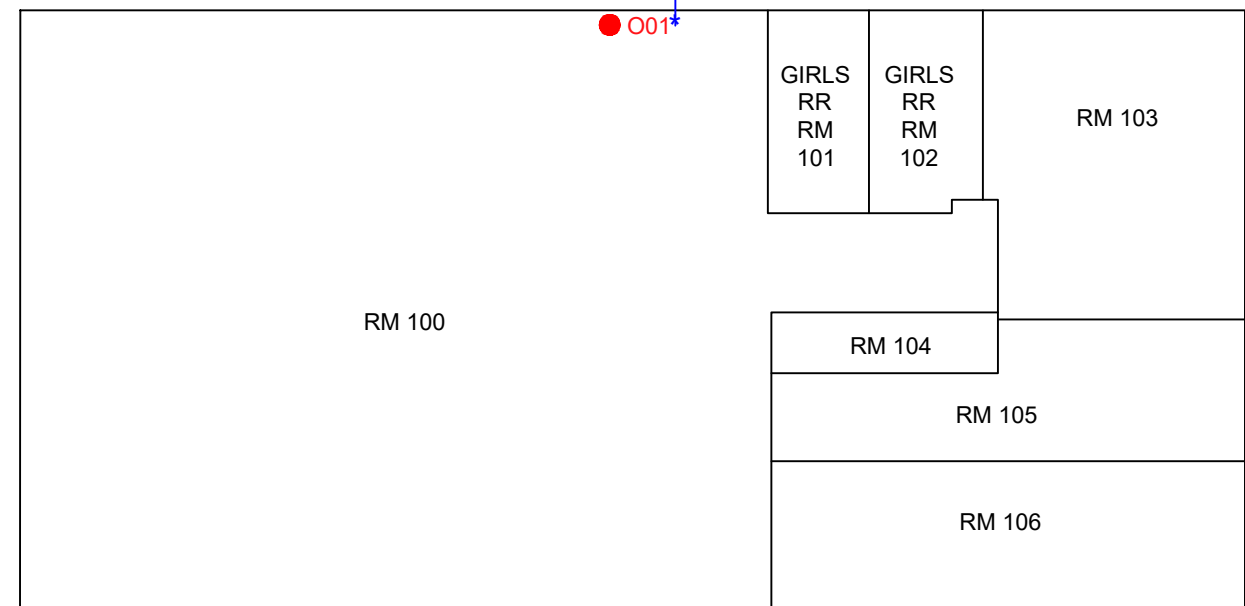 O01*
GIRLS
RR
RM
101
GIRLS
RR
RM
102
RM 103
RM 100
RM 104
RM 105
RM 106